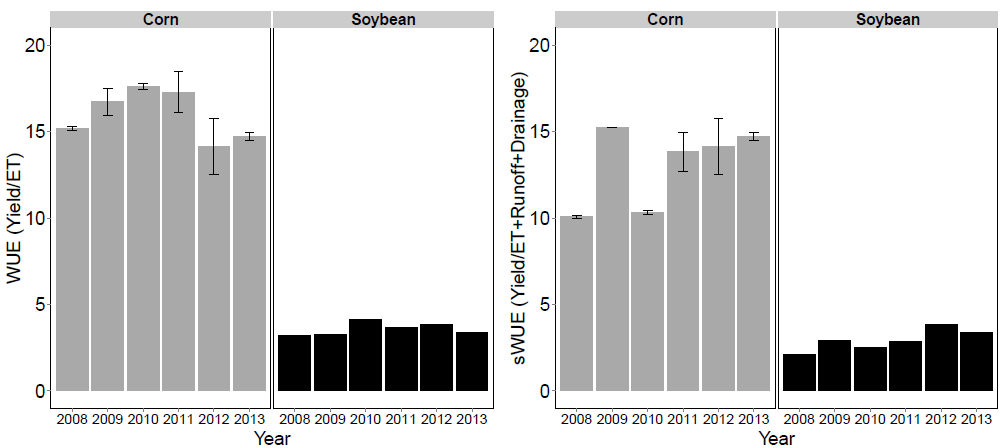 Corn Soybean
WUE (Yield/ET)
20
15
10
5
0
2008 2009 2010 2011 2012 2013 2008 2009 2010 2011 2012 2013
Year
Corn Soybean
sWUE (Yield/ET+Runoff+Drainage)
20
15
10
5
0
2008 2009 2010 2011 2012 2013 2008 2009 2010 2011 2012 2013
Year